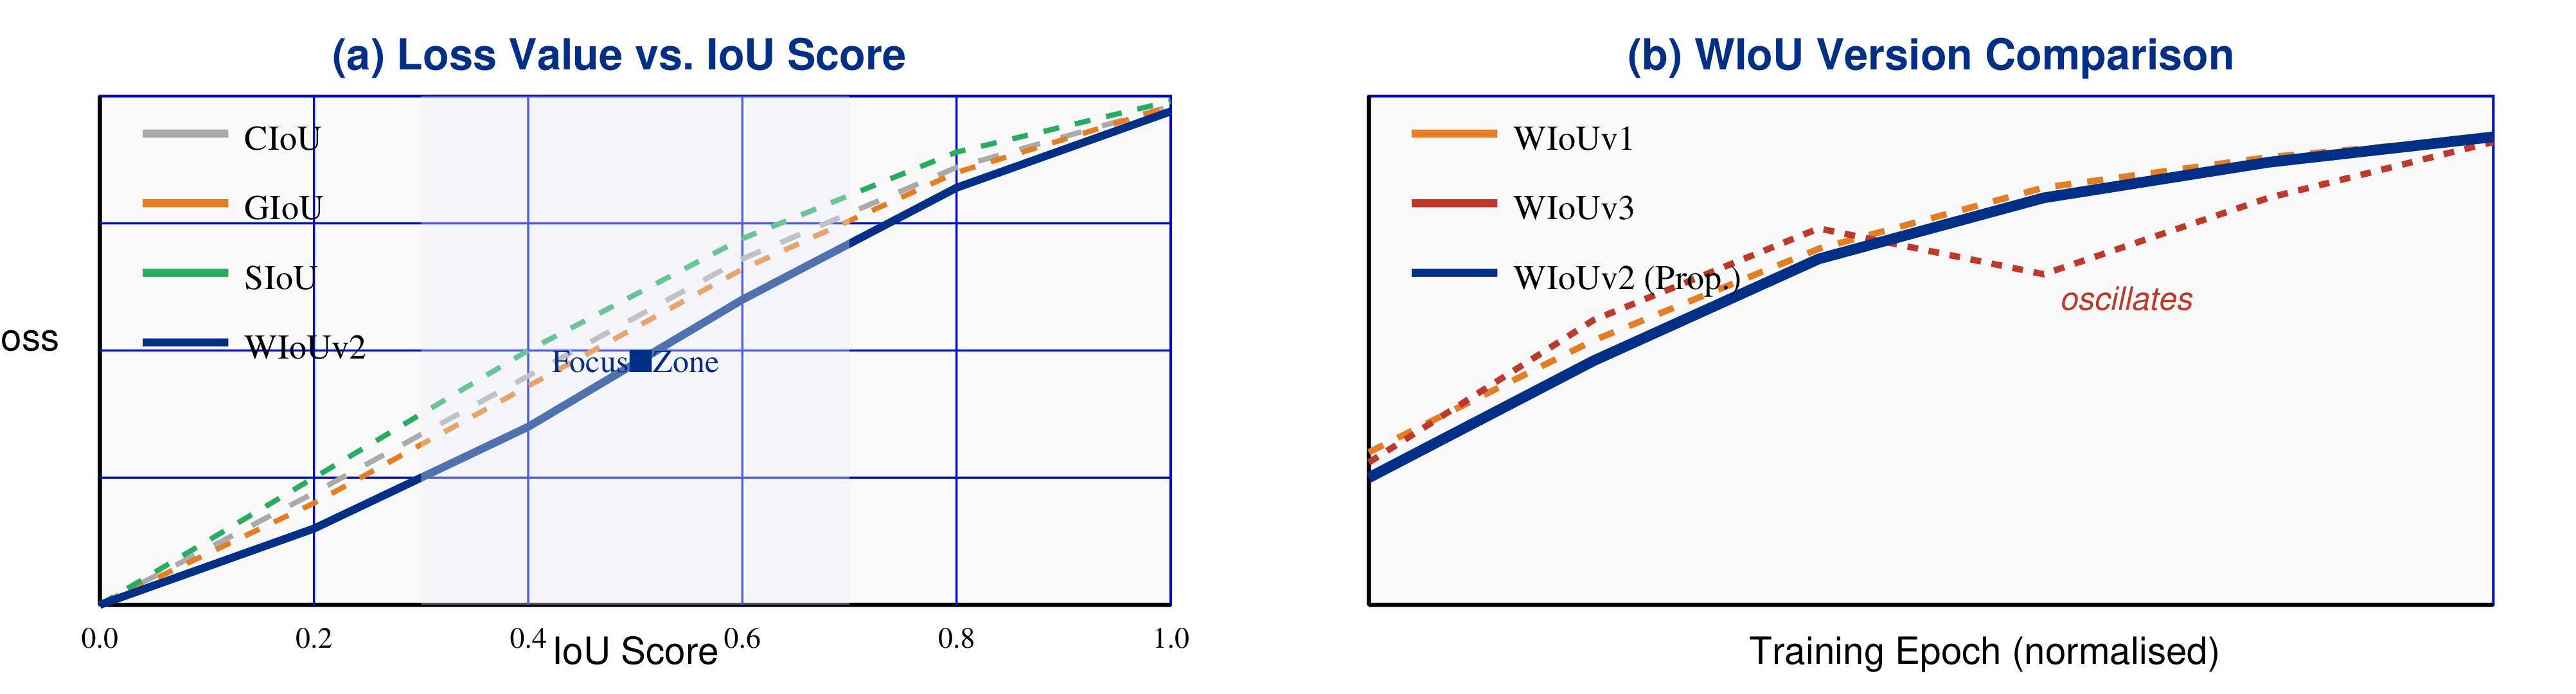 (a) Loss Value vs. IoU Score
CIoU
GIoU
SIoU
WIoUv2
oss
Focus Zone
0.0 0.2 0.4 0.6 0.8 1.0
IoU Score
(b) WIoU Version Comparison
WIoUv1
WIoUv3
WIoUv2 (Prop.)
oscillates
Training Epoch (normalised)